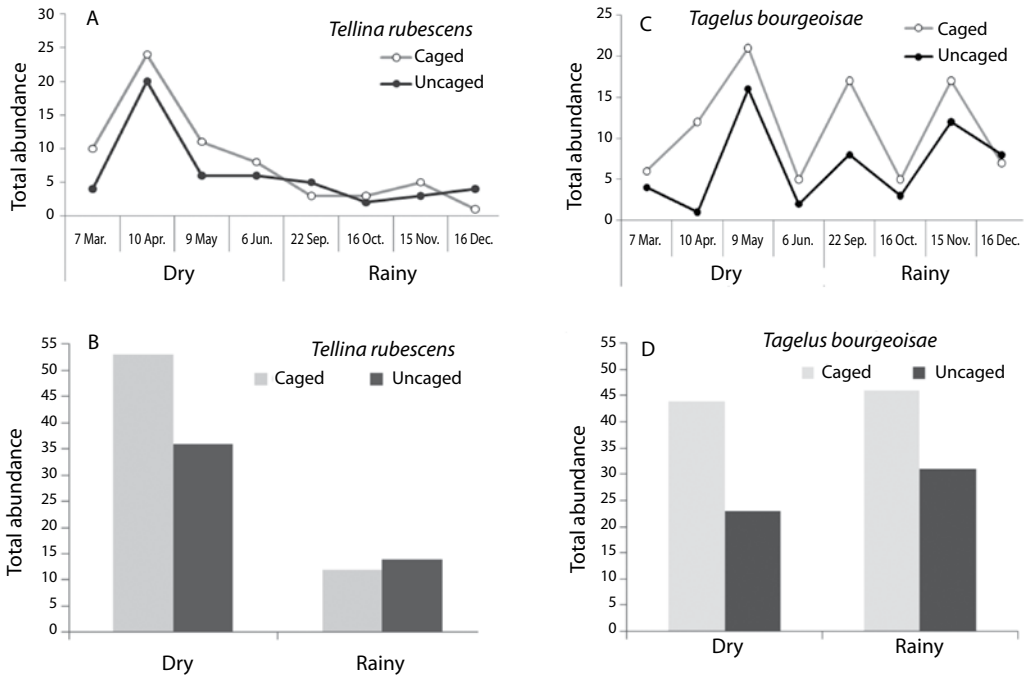 A
Tellina rubescens
Caged
Uncaged
Total abundance
30
25
20
15
10
5
0
7 Mar. 10 Apr. 9 May 6 Jun. 22 Sep. 16 Oct. 15 Nov. 16 Dec.
Dry Rainy
C
Tagelus bourgeoisae
Caged
Uncaged
Total abundance
25
20
15
10
5
0
7 Mar. 10 Apr. 9 May 6 Jun. 22 Sep. 16 Oct. 15 Nov. 16 Dec.
Dry Rainy
B
Tellina rubescens
Caged Uncaged
Total abundance
55
50
45
40
35
30
25
20
15
10
5
0
Dry Rainy
D
Tagelus bourgeoisae
Caged Uncaged
Total abundance
55
50
45
40
35
30
25
20
15
10
5
0
Dry Rainy